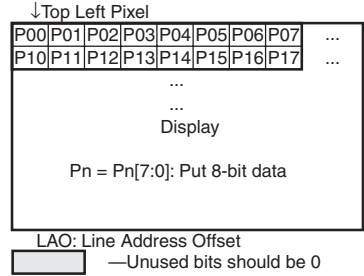 ↓Top Left Pixel
P00 P01 P02 P03 P04 P05 P06 P07 ...
P10 P11 P12 P13 P14 P15 P16 P17 ...
...
...
Display
Pn = Pn[7:0]: Put 8-bit data
LAO: Line Address Offset
—Unused bits should be 0